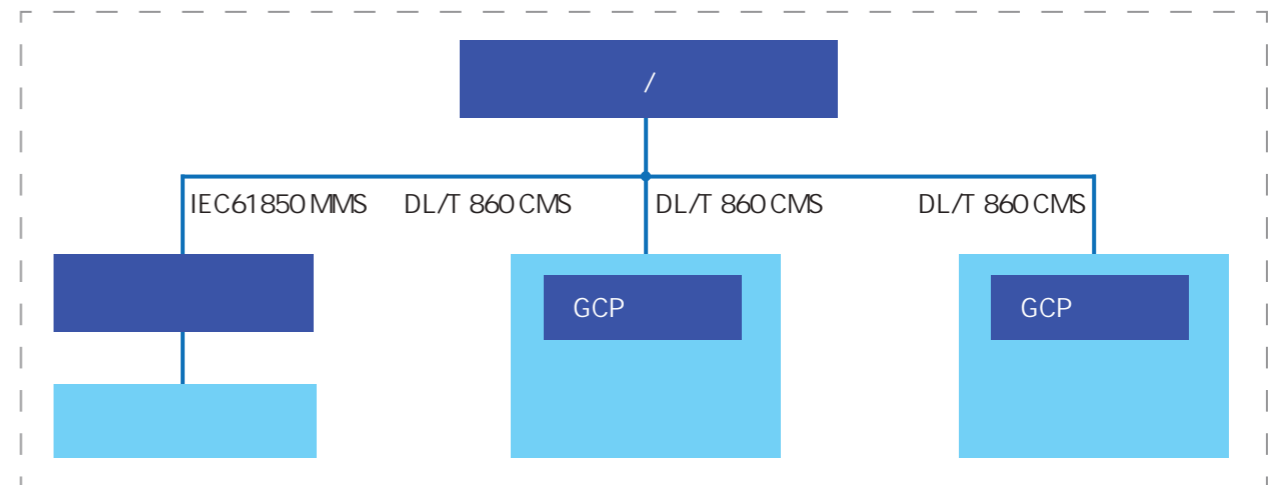 /
IEC61850 MMS DL/T 860 CMS DL/T 860 CMS DL/T 860 CMS
GCP GCP